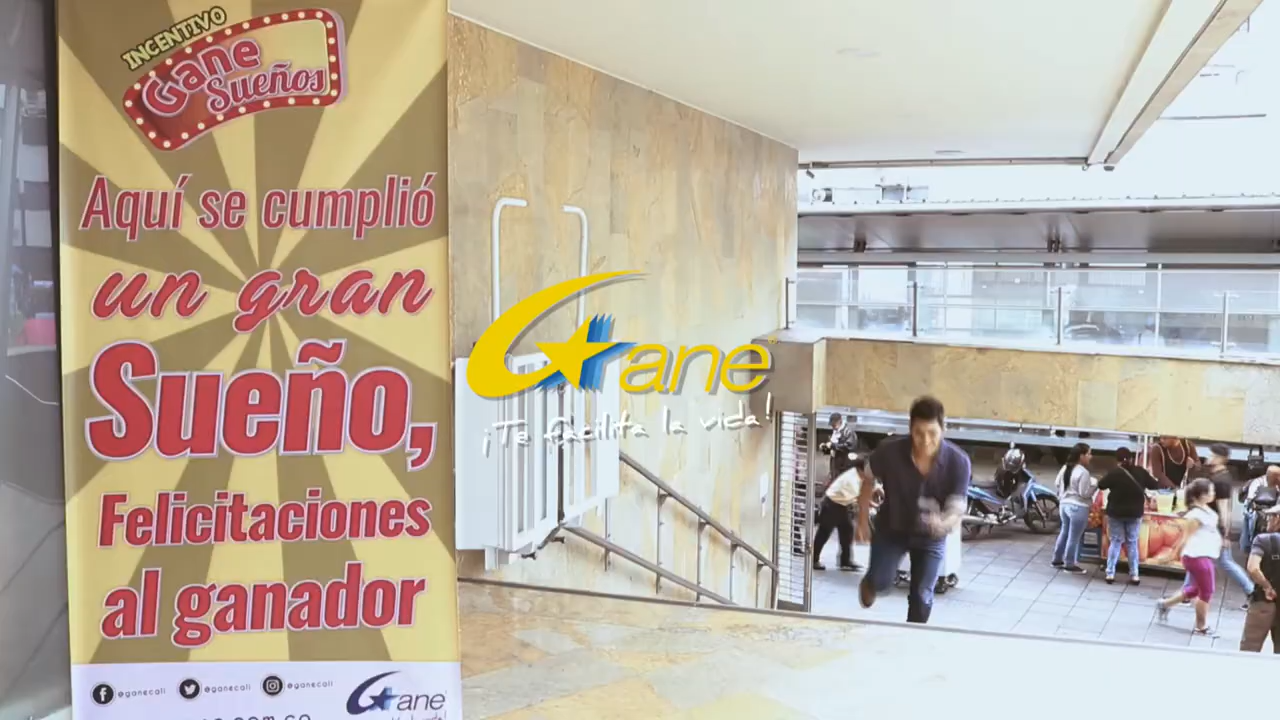 INCENTIVO
Gane
Sueños
Aquí se cumplió
un gran
Sueño,
Felicitaciones
al ganador
@ganecali @ganecali @ganecali
Gane
Gane
¡Te facilita la vida!